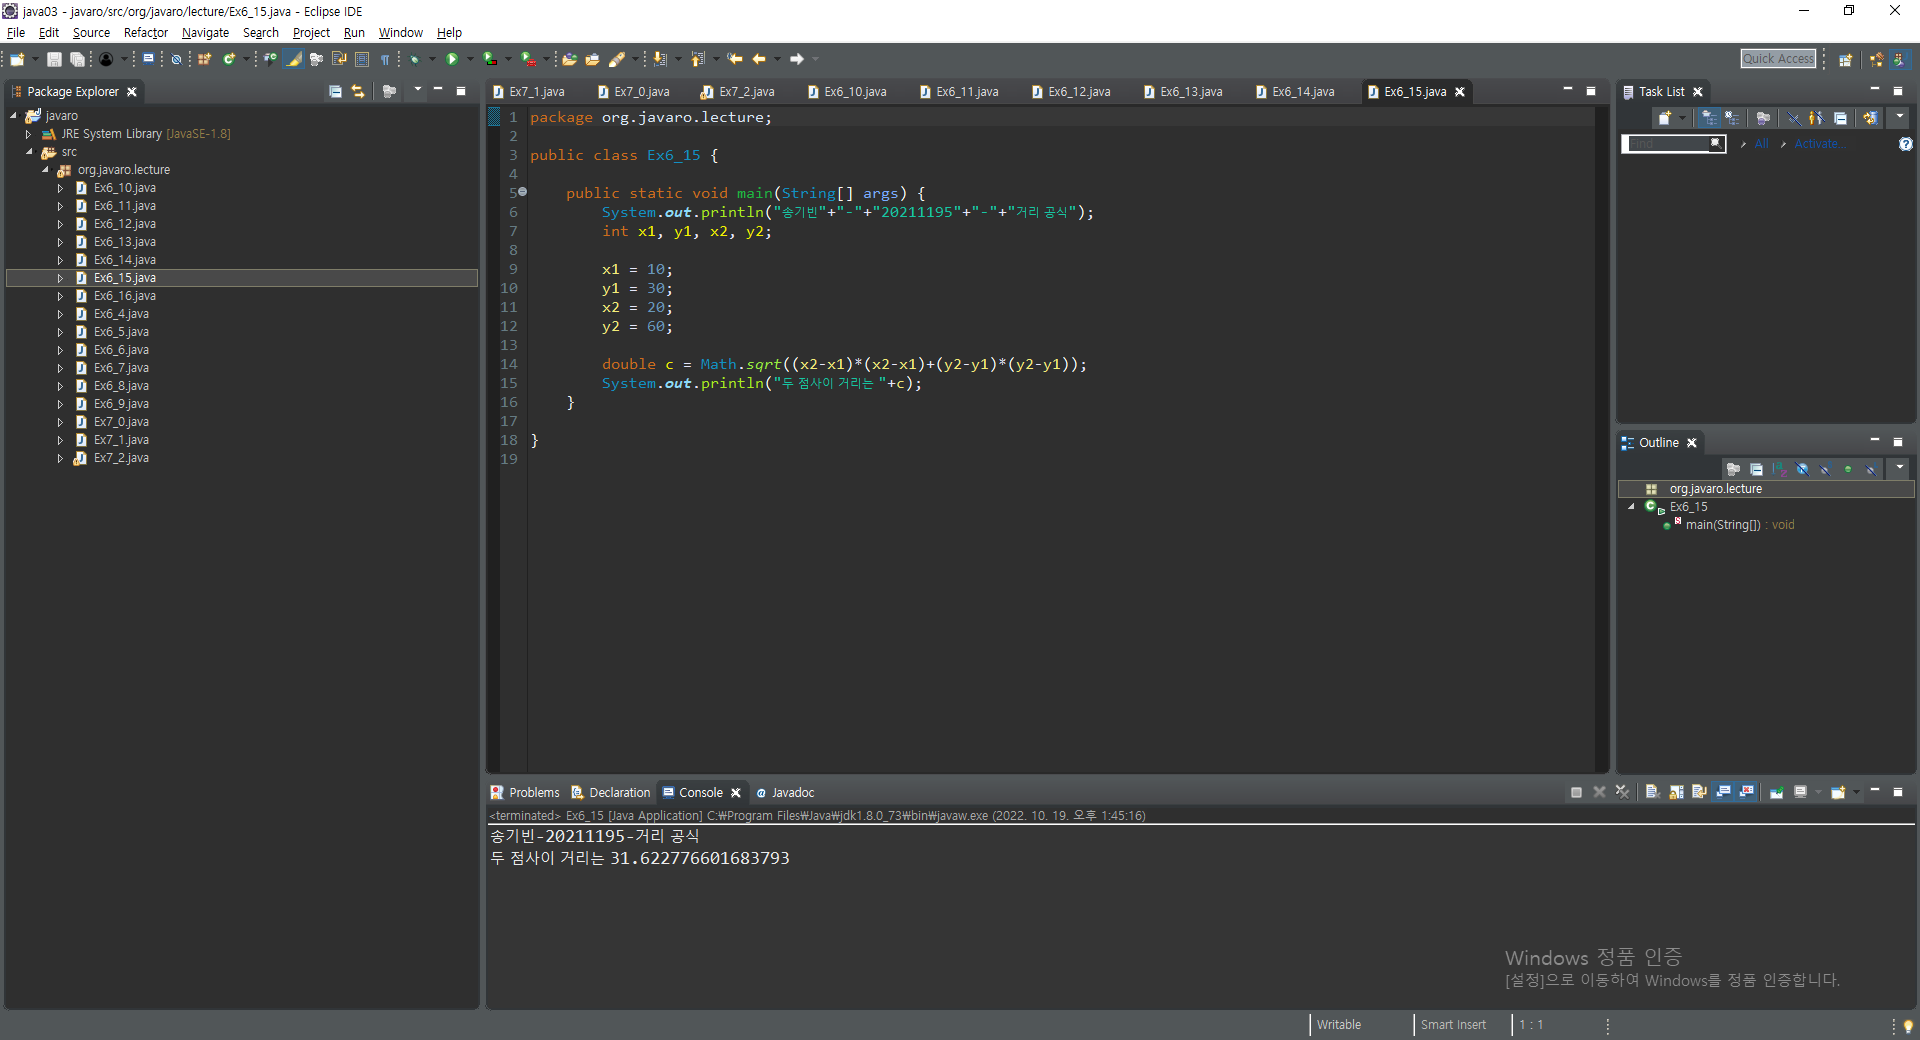 java03 - javaro/src/org/javaro/lecture/Ex6_15.java - Eclipse IDE
File Edit Source Refactor Navigate Search Project Run Window Help
Quick Access
Package Explorer
javaro
JRE System Library [JavaSE-1.8]
src
org.javaro.lecture
Ex6_10.java
Ex6_11.java
Ex6_12.java
Ex6_13.java
Ex6_14.java
Ex6_15.java
Ex6_16.java
Ex6_4.java
Ex6_5.java
Ex6_6.java
Ex6_7.java
Ex6_8.java
Ex6_9.java
Ex7_0.java
Ex7_1.java
Ex7_2.java
Ex7_1.java Ex7_0.java Ex7_2.java Ex6_10.java Ex6_11.java Ex6_12.java Ex6_13.java Ex6_14.java Ex6_15.java
1 package org.javaro.lecture;
2
3 public class Ex6_15 {
4
5 public static void main(String[] args) {
6 System.out.println("송기빈"+"-"+"20211195"+"-"+"거리 공식");
7 int x1, y1, x2, y2;
8
9 x1 = 10;
10 y1 = 30;
11 x2 = 20;
12 y2 = 60;
13
14 double c = Math.sqrt((x2-x1)*(x2-x1)+(y2-y1)*(y2-y1));
15 System.out.println("두 점사이 거리는 "+c);
16 }
17
18 }
19
Task List
Find All Activate...
Outline
org.javaro.lecture
Ex6_15
main(String[]) : void
Problems Declaration Console Javadoc
<terminated> Ex6_15 [Java Application] C:₩Program Files₩Java₩jdk1.8.0_73₩bin₩javaw.exe (2022. 10. 19. 오후 1:45:16)
송기빈-20211195-거리 공식
두 점사이 거리는 31.622776601683793
Windows 정품 인증
[설정]으로 이동하여 Windows를 정품 인증합니다.
Writable Smart Insert 1 : 1